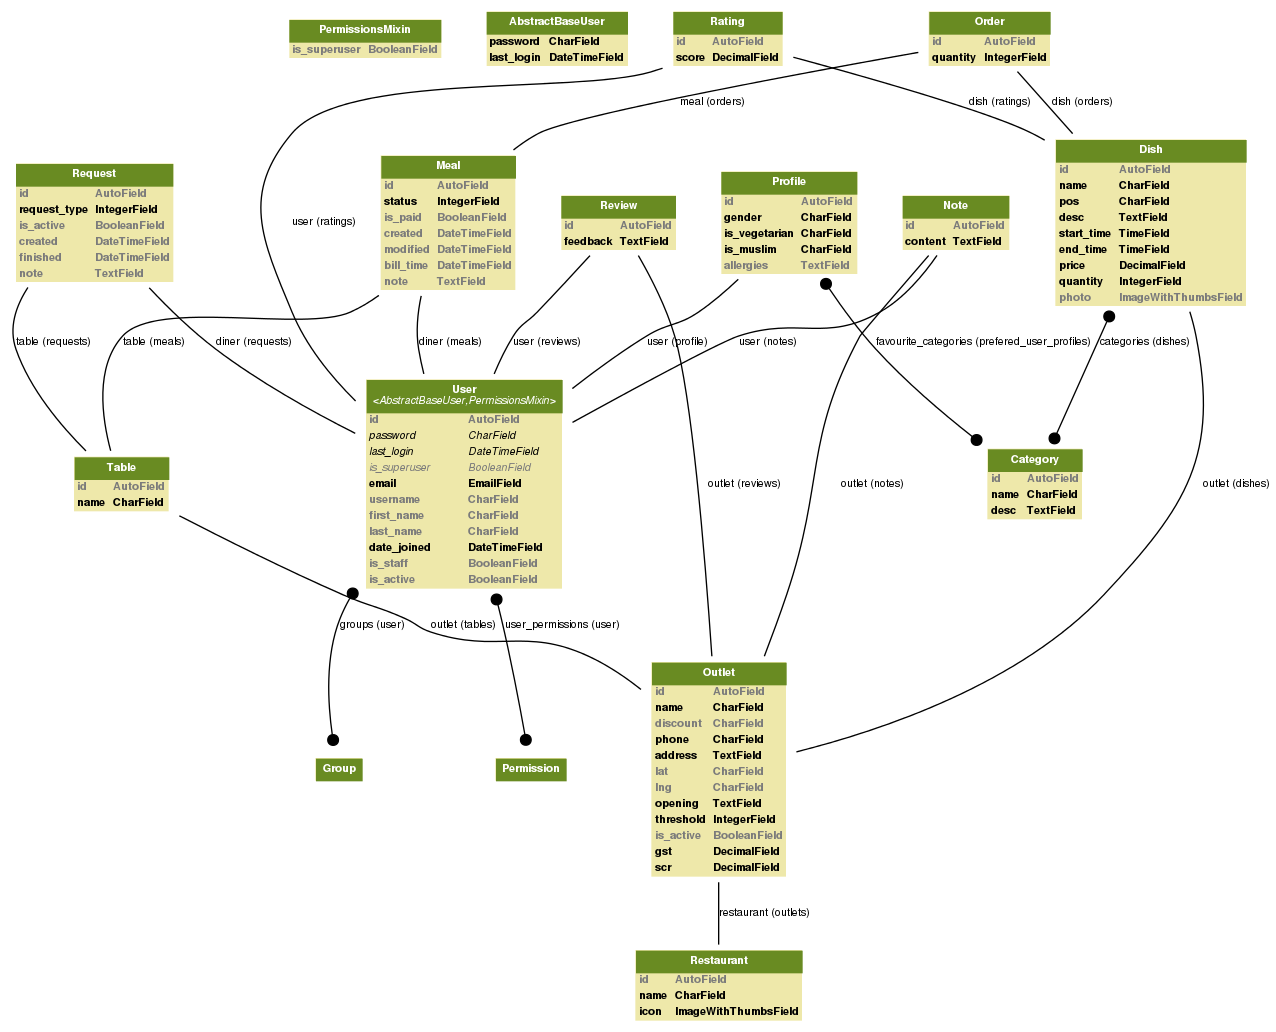 PermissionsMixin
is_superuser BooleanField
AbstractBaseUser
password CharField
last_login DateTimeField
Rating
id AutoField
score DecimalField
Order
id AutoField
quantity IntegerField
meal (orders)
dish (ratings)
dish (orders)
Request
id AutoField
request_type IntegerField
is_active BooleanField
created DateTimeField
finished DateTimeField
note TextField
user (ratings)
Meal
id AutoField
status IntegerField
is_paid BooleanField
created DateTimeField
modified DateTimeField
bill_time DateTimeField
note TextField
Review
id AutoField
feedback TextField
Profile
id AutoField
gender CharField
is_vegetarian CharField
is_muslim CharField
allergies TextField
Note
id AutoField
content TextField
Dish
id AutoField
name CharField
pos CharField
desc TextField
start_time TimeField
end_time TimeField
price DecimalField
quantity IntegerField
photo ImageWithThumbsField
table (requests)
table (meals)
diner (requests)
diner (meals)
user (reviews)
user (profile)
user (notes)
favourite_categories (prefered_user_profiles)
categories (dishes)
User
<AbstractBaseUser,PermissionsMixin>
id AutoField
password CharField
last_login DateTimeField
is_superuser BooleanField
email EmailField
username CharField
first_name CharField
last_name CharField
date_joined DateTimeField
is_staff BooleanField
is_active BooleanField
Table
id AutoField
name CharField
Category
id AutoField
name CharField
desc TextField
outlet (reviews)
outlet (notes)
outlet (dishes)
groups (user)
outlet (tables)
user_permissions (user)
Group
Permission
Outlet
id AutoField
name CharField
discount CharField
phone CharField
address TextField
lat CharField
lng CharField
opening TextField
threshold IntegerField
is_active BooleanField
gst DecimalField
scr DecimalField
restaurant (outlets)
Restaurant
id AutoField
name CharField
icon ImageWithThumbsField